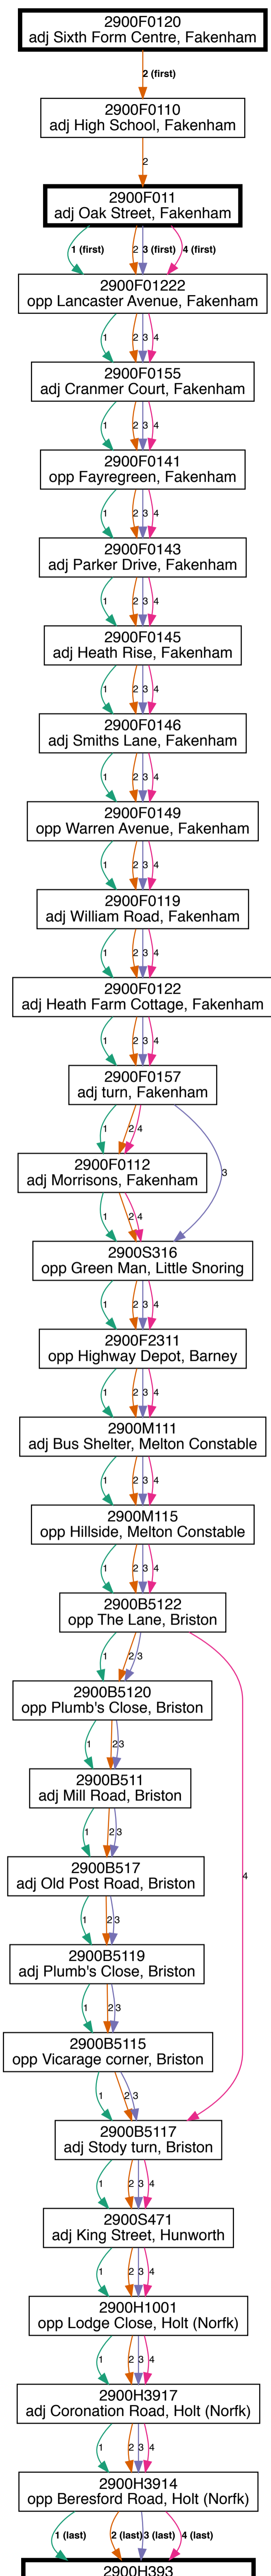 2900F0120
adj Sixth Form Centre, Fakenham
2 (first)
2900F0110
adj High School, Fakenham
2
2900F011
adj Oak Street, Fakenham
1 (first) 2 3 (first) 4 (first)
2900F01222
opp Lancaster Avenue, Fakenham
1 2 3 4
2900F0155
adj Cranmer Court, Fakenham
1 2 3 4
2900F0141
opp Fayregreen, Fakenham
1 2 3 4
2900F0143
adj Parker Drive, Fakenham
1 2 3 4
2900F0145
adj Heath Rise, Fakenham
1 2 3 4
2900F0146
adj Smiths Lane, Fakenham
1 2 3 4
2900F0149
opp Warren Avenue, Fakenham
1 2 3 4
2900F0119
adj William Road, Fakenham
1 2 3 4
2900F0122
adj Heath Farm Cottage, Fakenham
1 2 3 4
2900F0157
adj turn, Fakenham
1 2 4
2900F0112
adj Morrisons, Fakenham
3
1 2 4
2900S316
opp Green Man, Little Snoring
1 2 3 4
2900F2311
opp Highway Depot, Barney
1 2 3 4
2900M111
adj Bus Shelter, Melton Constable
1 2 3 4
2900M115
opp Hillside, Melton Constable
1 2 3 4
2900B5122
opp The Lane, Briston
1 2 3
2900B5120
opp Plumb's Close, Briston
1 2 3
2900B511
adj Mill Road, Briston
1 2 3
2900B517
adj Old Post Road, Briston
4
1 2 3
2900B5119
adj Plumb's Close, Briston
1 2 3
2900B5115
opp Vicarage corner, Briston
1 2 3
2900B5117
adj Stody turn, Briston
1 2 3 4
2900S471
adj King Street, Hunworth
1 2 3 4
2900H1001
opp Lodge Close, Holt (Norfk)
1 2 3 4
2900H3917
adj Coronation Road, Holt (Norfk)
1 2 3 4
2900H3914
opp Beresford Road, Holt (Norfk)
1 (last) 2 (last) 3 (last) 4 (last)
2900H393